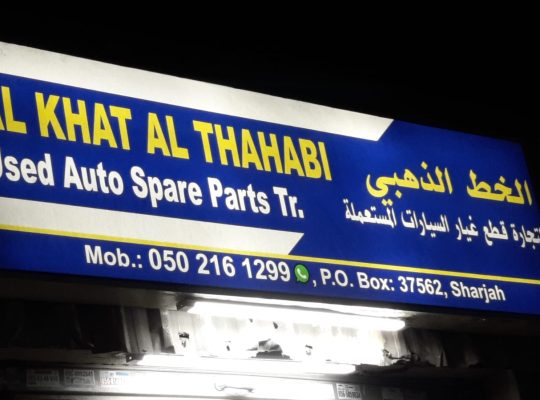 AL KHAT AL THAHABI
الخط الذهبي
Used Auto Spare Parts Tr.
لتجارة قطع غيار السيارات المستعملة
Mob.: 050 216 1299, P.O. Box: 37562, Sharjah